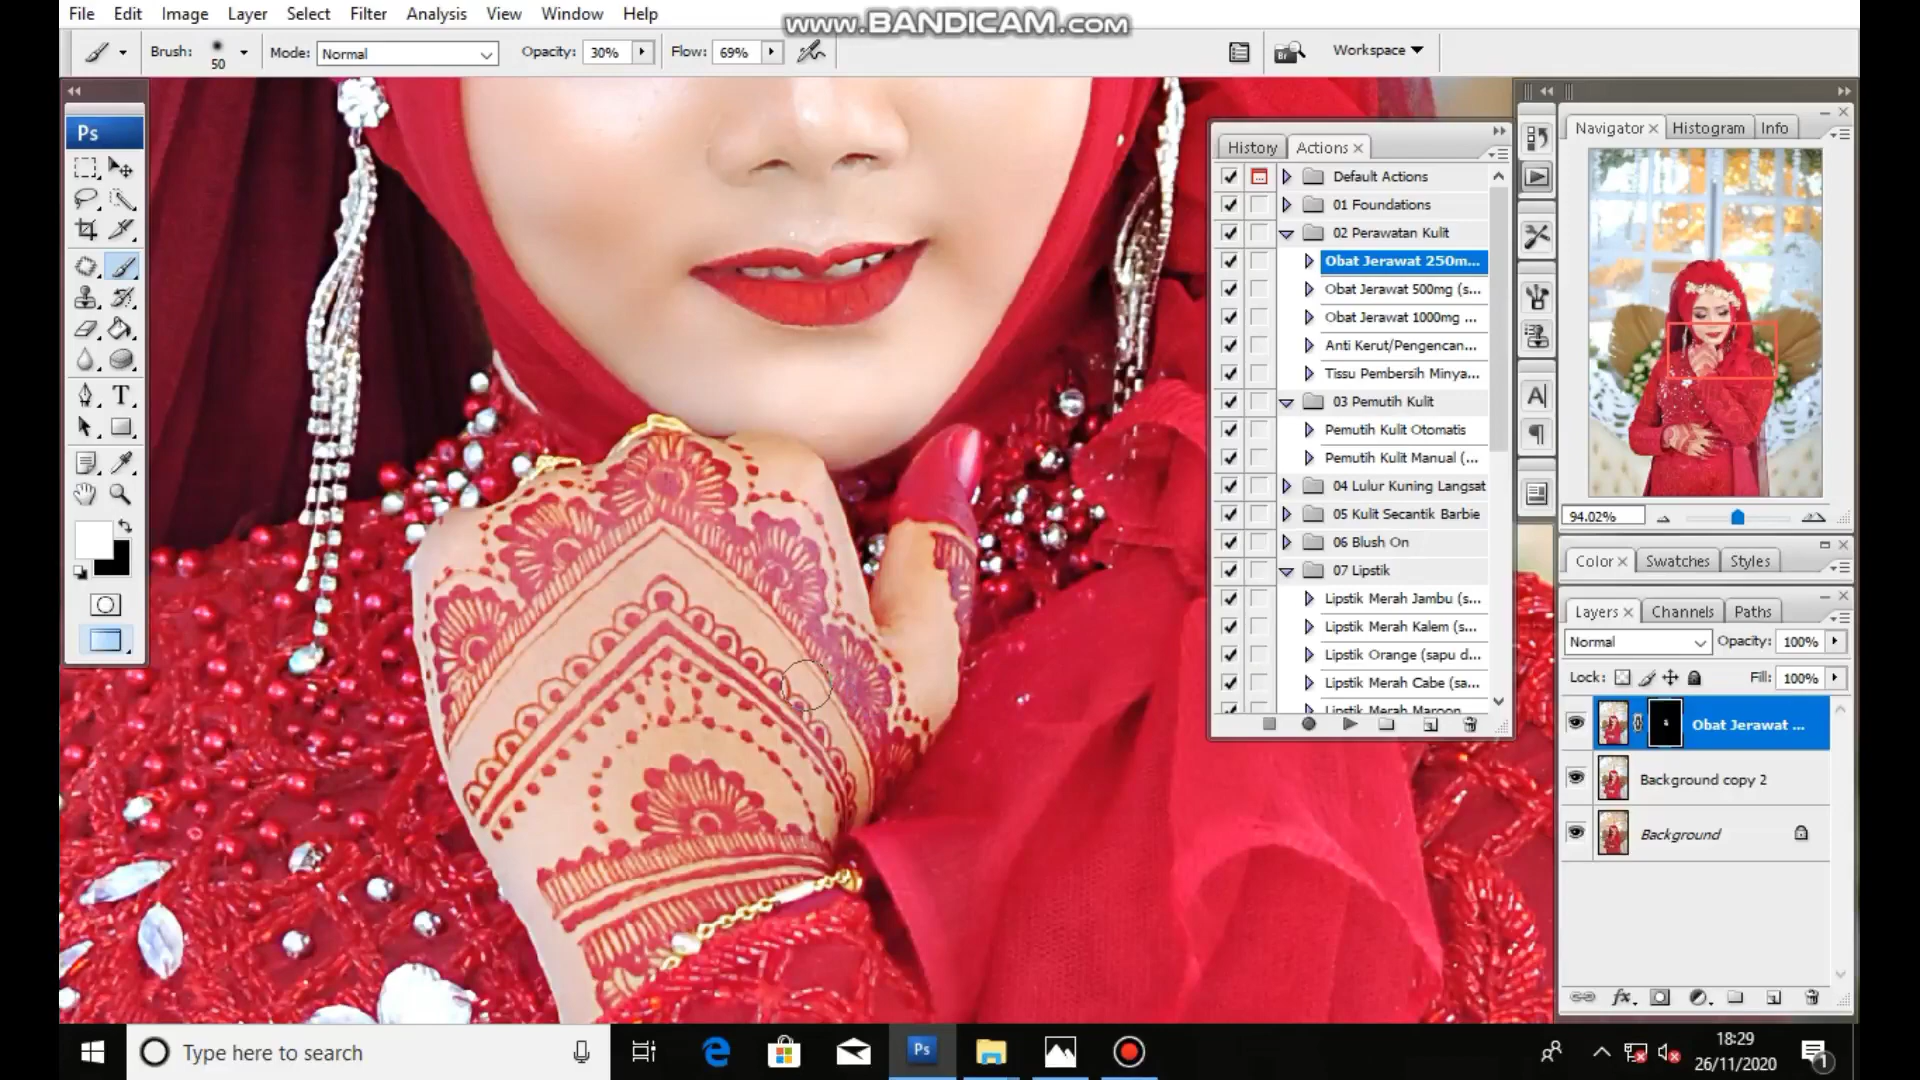 File Edit Image Layer Select Filter Analysis View Window Help
www.BANDICAM.com
Brush: 50 Mode: Normal Opacity: 30% Flow: 69% Workspace
Ps
History Actions
Default Actions
01 Foundations
02 Perawatan Kulit
Obat Jerawat 250m...
Obat Jerawat 500mg (s...
Obat Jerawat 1000mg ...
Anti Kerut/Pengencan...
Tissu Pembersih Minya...
03 Pemutih Kulit
Pemutih Kulit Otomatis
Pemutih Kulit Manual (...
04 Lulur Kuning Langsat
05 Kulit Secantik Barbie
06 Blush On
07 Lipstik
Lipstik Merah Jambu (s...
Lipstik Merah Kalem (s...
Lipstik Orange (sapu d...
Lipstik Merah Cabe (sa...
Lipstik Merah Maroon
Navigator Histogram Info
94.02%
Color Swatches Styles
Layers Channels Paths
Normal Opacity: 100%
Lock: Fill: 100%
Obat Jerawat ...
Background copy 2
Background
Type here to search
Ps
18:29
26/11/2020
1